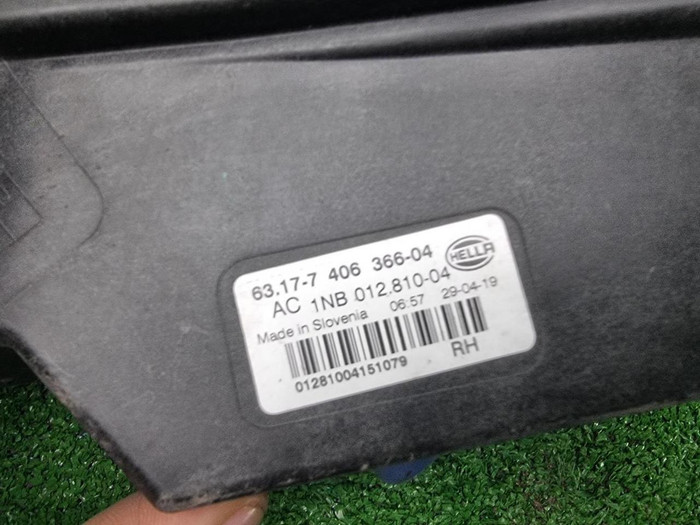 63.17-7 406 366-04
HELLA
AC 1NB 012.810-04
Made in Slovenia 06:57 29-04-19
01281004151079
RH